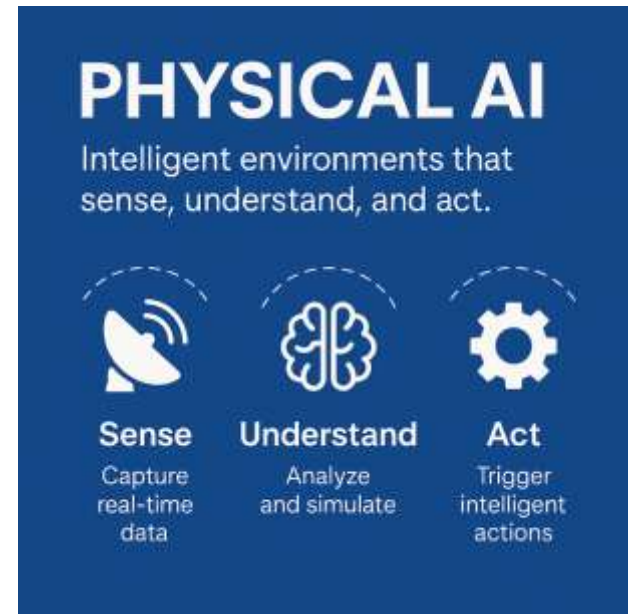 PHYSICAL AI
Intelligent environments that
sense, understand, and act.
Sense
Capture
real-time
data
Understand
Analyze
and simulate
Act
Trigger
intelligent
actions